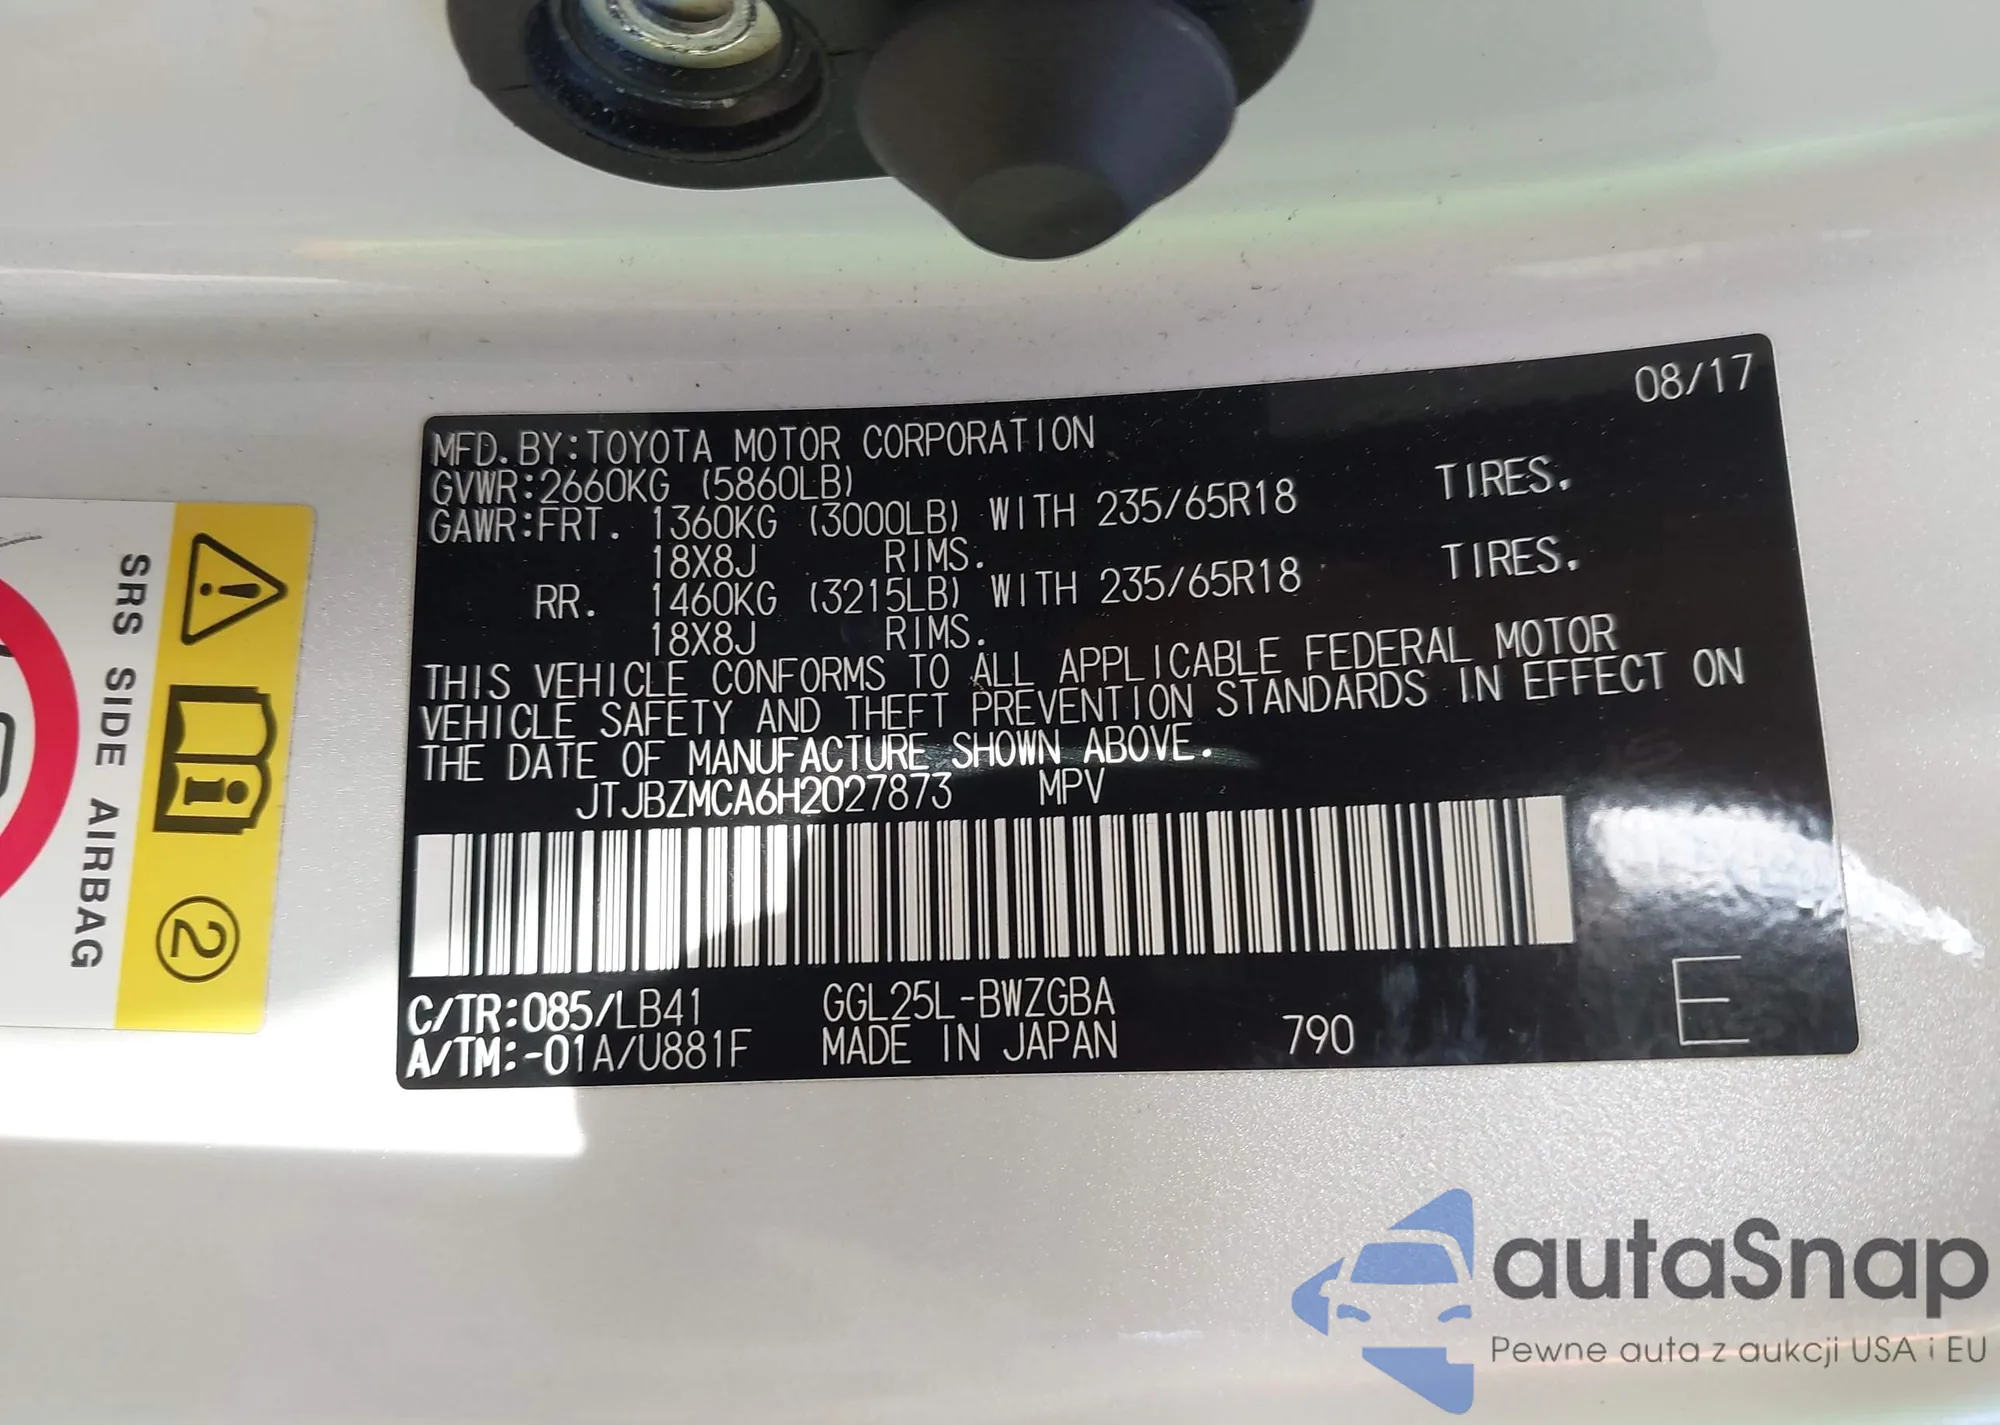 08/17
MFD.BY:TOYOTA MOTOR CORPORATION
GVWR:2660KG (5860LB)
GAWR:FRT. 1360KG (3000LB) WITH 235/65R18 TIRES.
18X8J RIMS.
RR. 1460KG (3215LB) WITH 235/65R18 TIRES.
18X8J RIMS.
THIS VEHICLE CONFORMS TO ALL APPLICABLE FEDERAL MOTOR
VEHICLE SAFETY AND THEFT PREVENTION STANDARDS IN EFFECT ON
THE DATE OF MANUFACTURE SHOWN ABOVE.
JTJBZMCA6H2027873 MPV
C/TR:085/LB41 GGL25L-BWZGBA
A/TM:-01A/U881F MADE IN JAPAN 790 E
SRS SIDE AIRBAG
2
autaSnap
Pewne auta z aukcji USA i EU